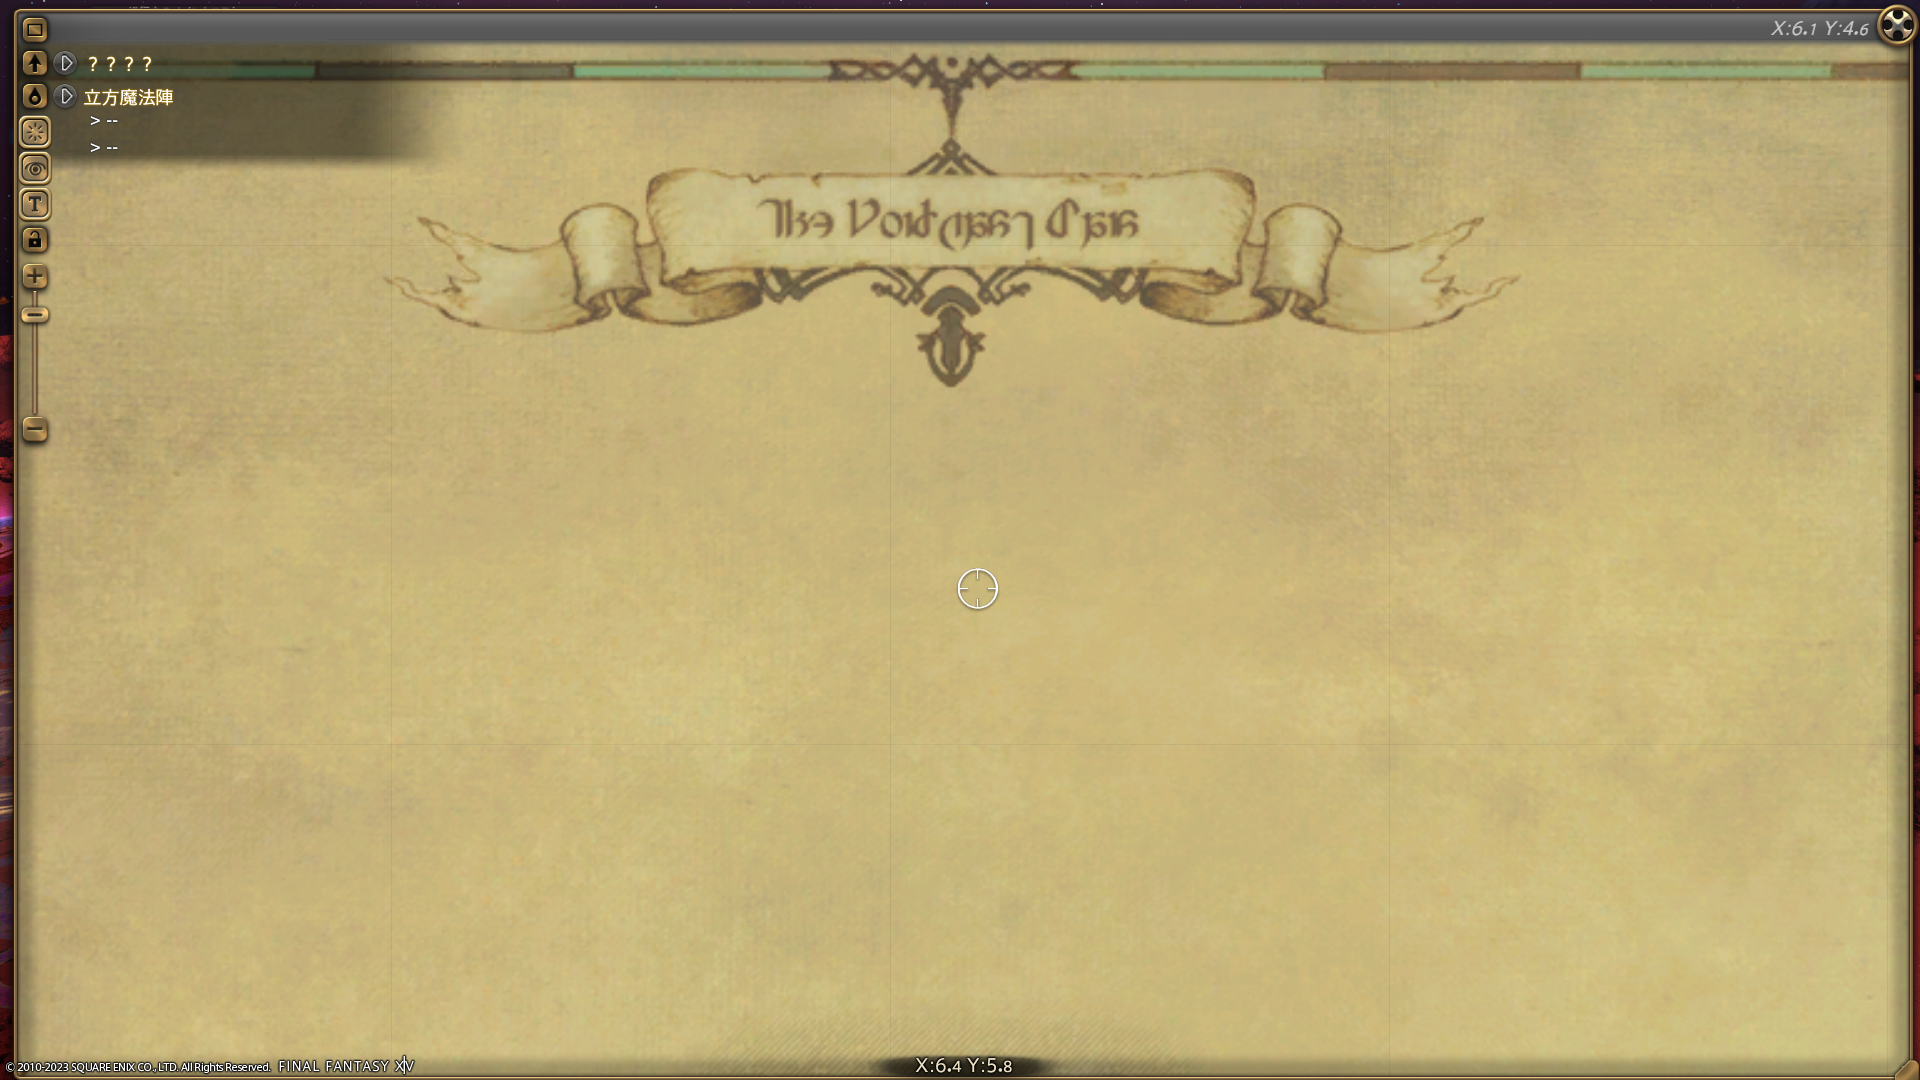 X:6.1 Y:4.6
????
立方魔法陣
> --
> --
T
© 2010-2023 SQUARE ENIX CO., LTD. All Rights Reserved. FINAL FANTASY XIV
X:6.4 Y:5.8